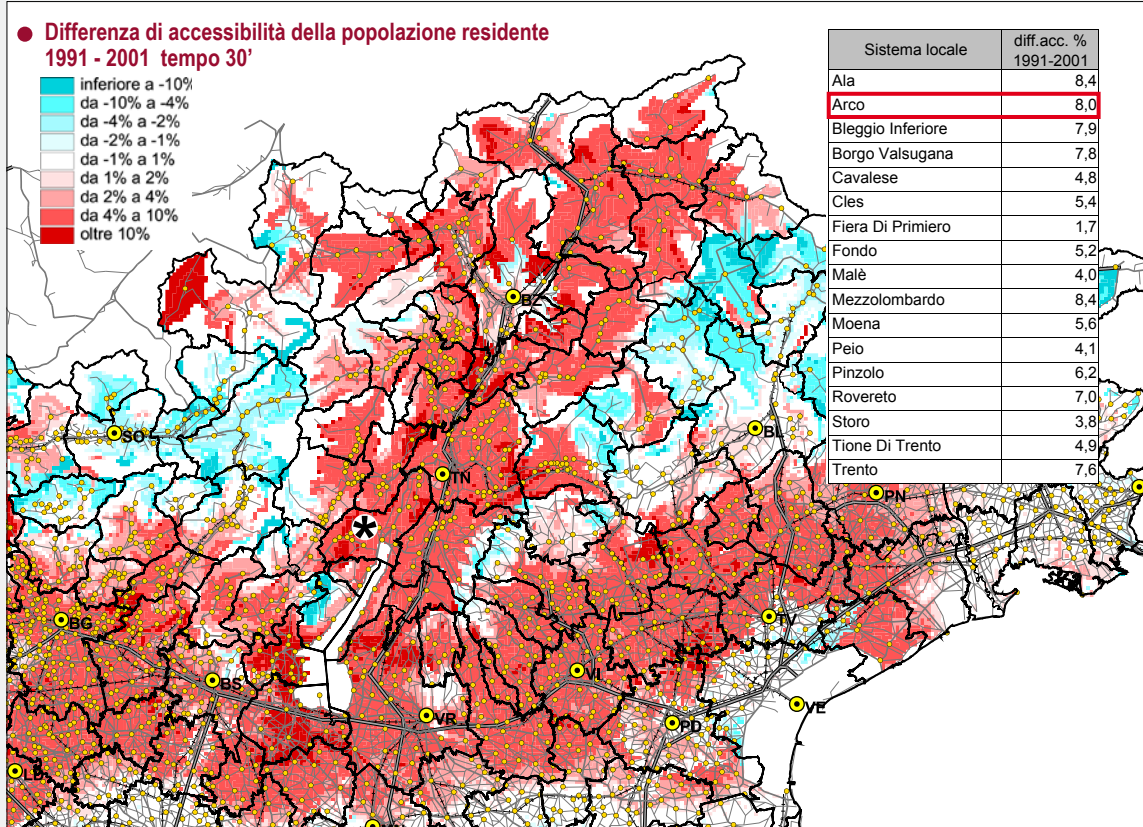 ● Differenza di accessibilità della popolazione residente
1991 - 2001 tempo 30'
inferiore a -10%
da -10% a -4%
da -4% a -2%
da -2% a -1%
da -1% a 1%
da 1% a 2%
da 2% a 4%
da 4% a 10%
oltre 10%
Sistema locale diff.acc. % 1991-2001
Ala 8,4
Arco 8,0
Bleggio Inferiore 7,9
Borgo Valsugana 7,8
Cavalese 4,8
Cles 5,4
Fiera Di Primiero 1,7
Fondo 5,2
Malè 4,0
Mezzolombardo 8,4
Moena 5,6
Peio 4,1
Pinzolo 6,2
Rovereto 7,0
Storo 3,8
Tione Di Trento 4,9
Trento 7,6
BZ
SO
BL
TN
PN
*
BG
TV
BS
VI
VR
PD
VE